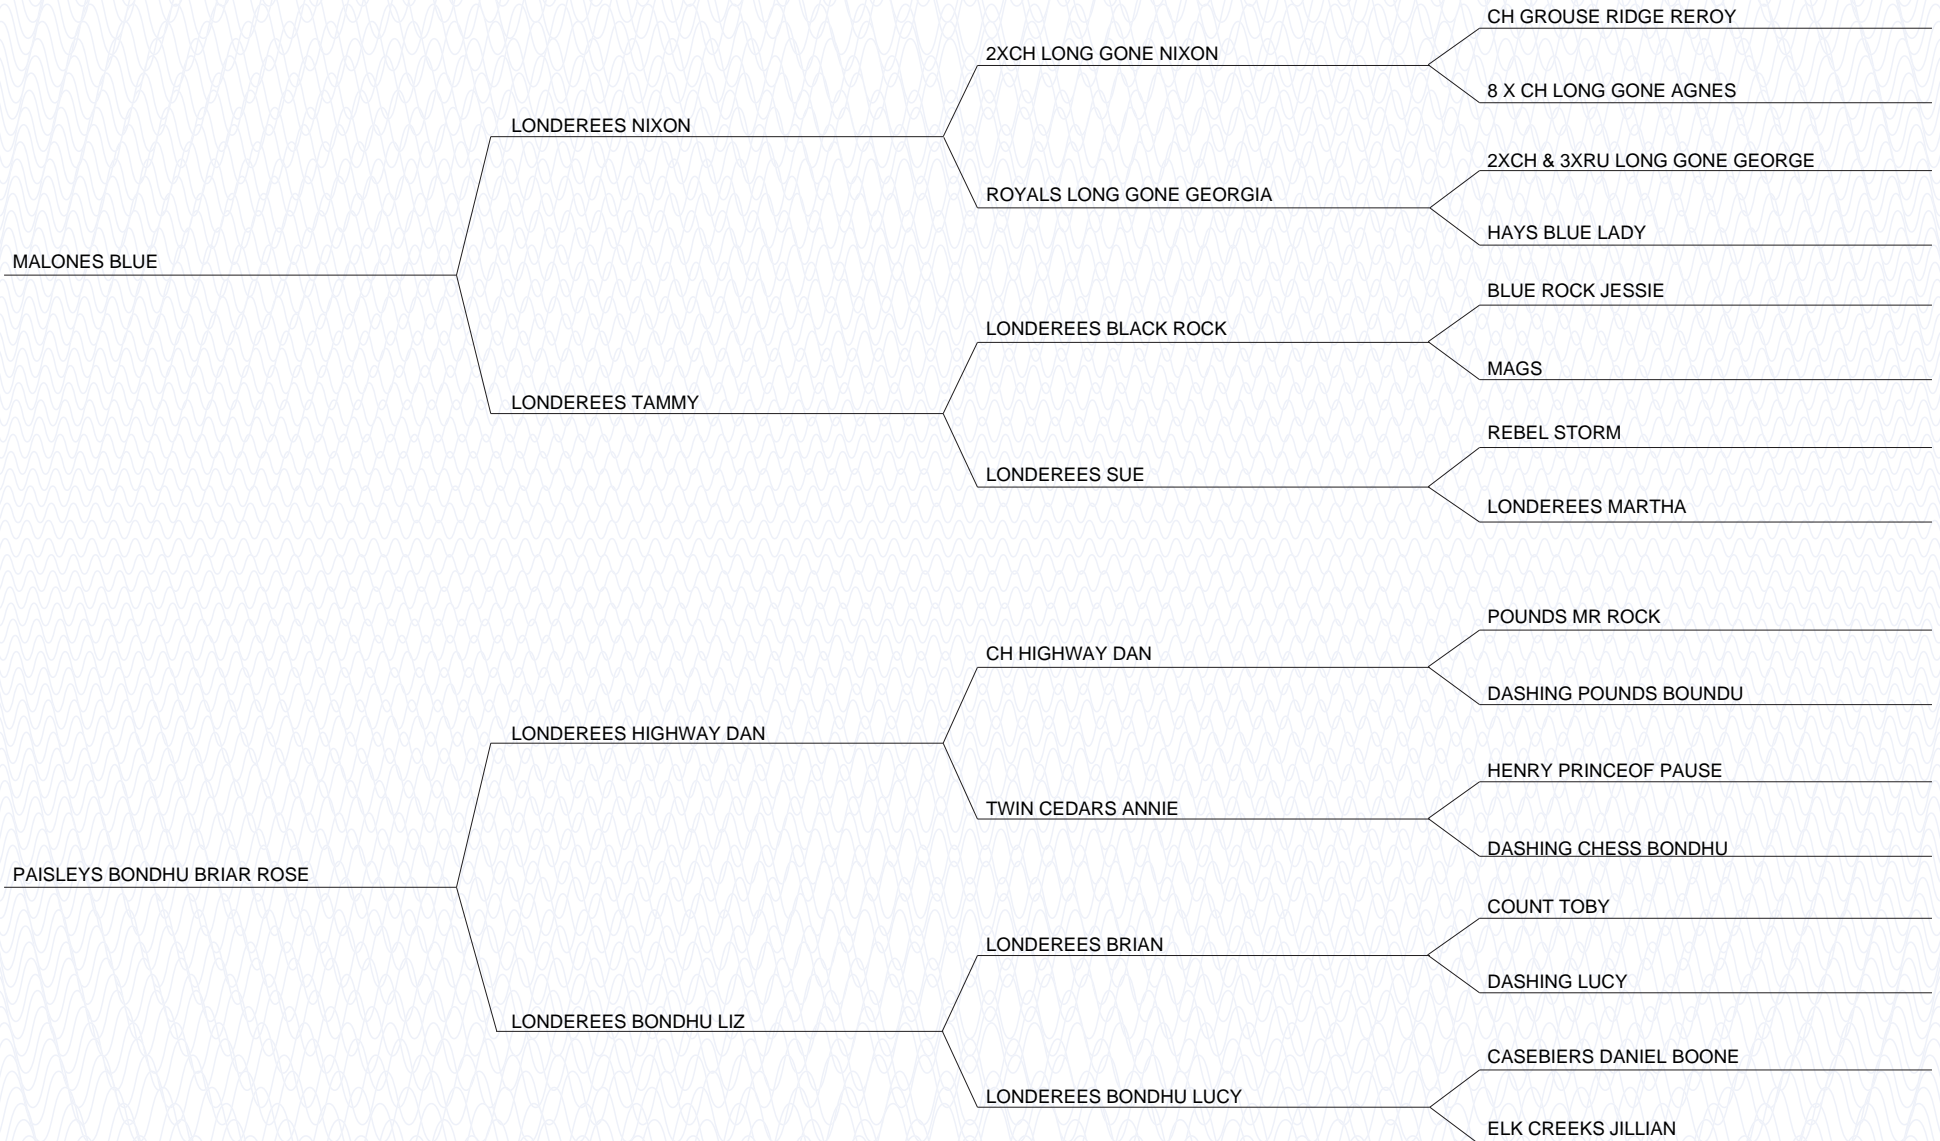 CH GROUSE RIDGE REROY
2XCH LONG GONE NIXON
8 X CH LONG GONE AGNES
LONDEREES NIXON
2XCH & 3XRU LONG GONE GEORGE
ROYALS LONG GONE GEORGIA
HAYS BLUE LADY
MALONES BLUE
BLUE ROCK JESSIE
LONDEREES BLACK ROCK
MAGS
LONDEREES TAMMY
REBEL STORM
LONDEREES SUE
LONDEREES MARTHA
POUNDS MR ROCK
CH HIGHWAY DAN
DASHING POUNDS BOUNDU
LONDEREES HIGHWAY DAN
HENRY PRINCEOF PAUSE
TWIN CEDARS ANNIE
DASHING CHESS BONDHU
PAISLEYS BONDHU BRIAR ROSE
COUNT TOBY
LONDEREES BRIAN
DASHING LUCY
LONDEREES BONDHU LIZ
CASEBIERS DANIEL BOONE
LONDEREES BONDHU LUCY
ELK CREEKS JILLIAN